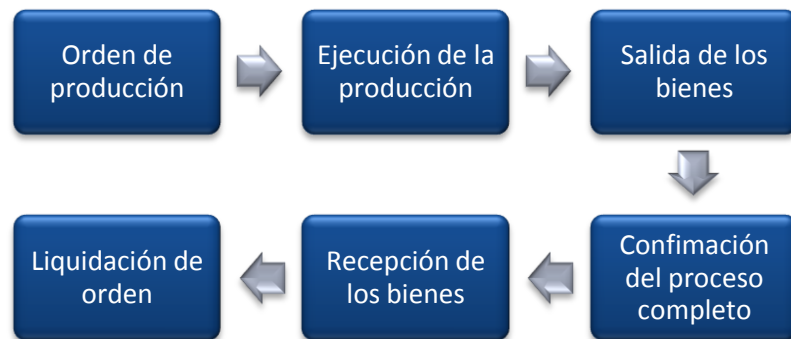 Orden de
producción
Ejecución de la
producción
Salida de los
bienes
Confimación
del proceso
completo
Recepción de
los bienes
Liquidación de
orden